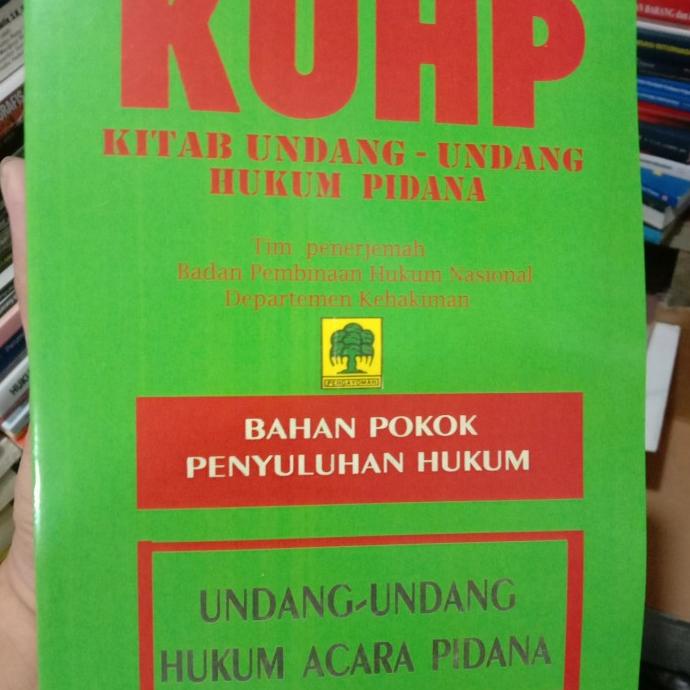 KUHP
KITAB UNDANG - UNDANG
HUKUM PIDANA
Tim penerjemah
Badan Pembinaan Hukum Nasional
Departemen Kehakiman
PENGAYOMAN
BAHAN POKOK
PENYULUHAN HUKUM
UNDANG-UNDANG
HUKUM ACARA PIDANA